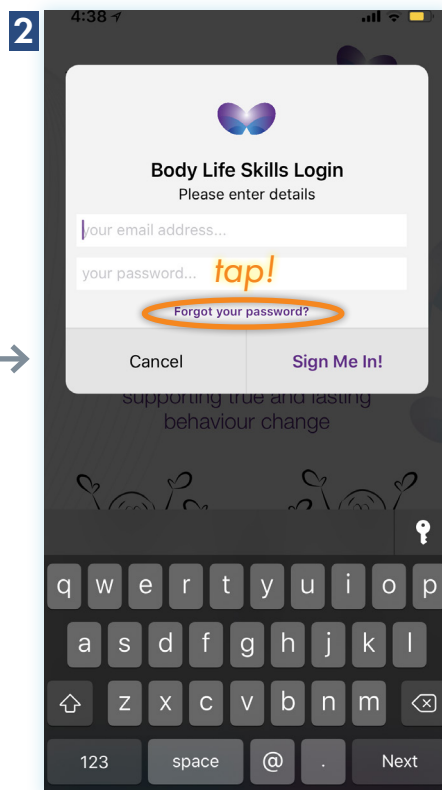 2
4:38
Body Life Skills Login
Please enter details
your email address...
your password... tap!
Forgot your password?
Cancel Sign Me In!
supporting true and lasting
behaviour change
q w e r t y u i o p
a s d f g h j k l
z x c v b n m
123 space @ . Next